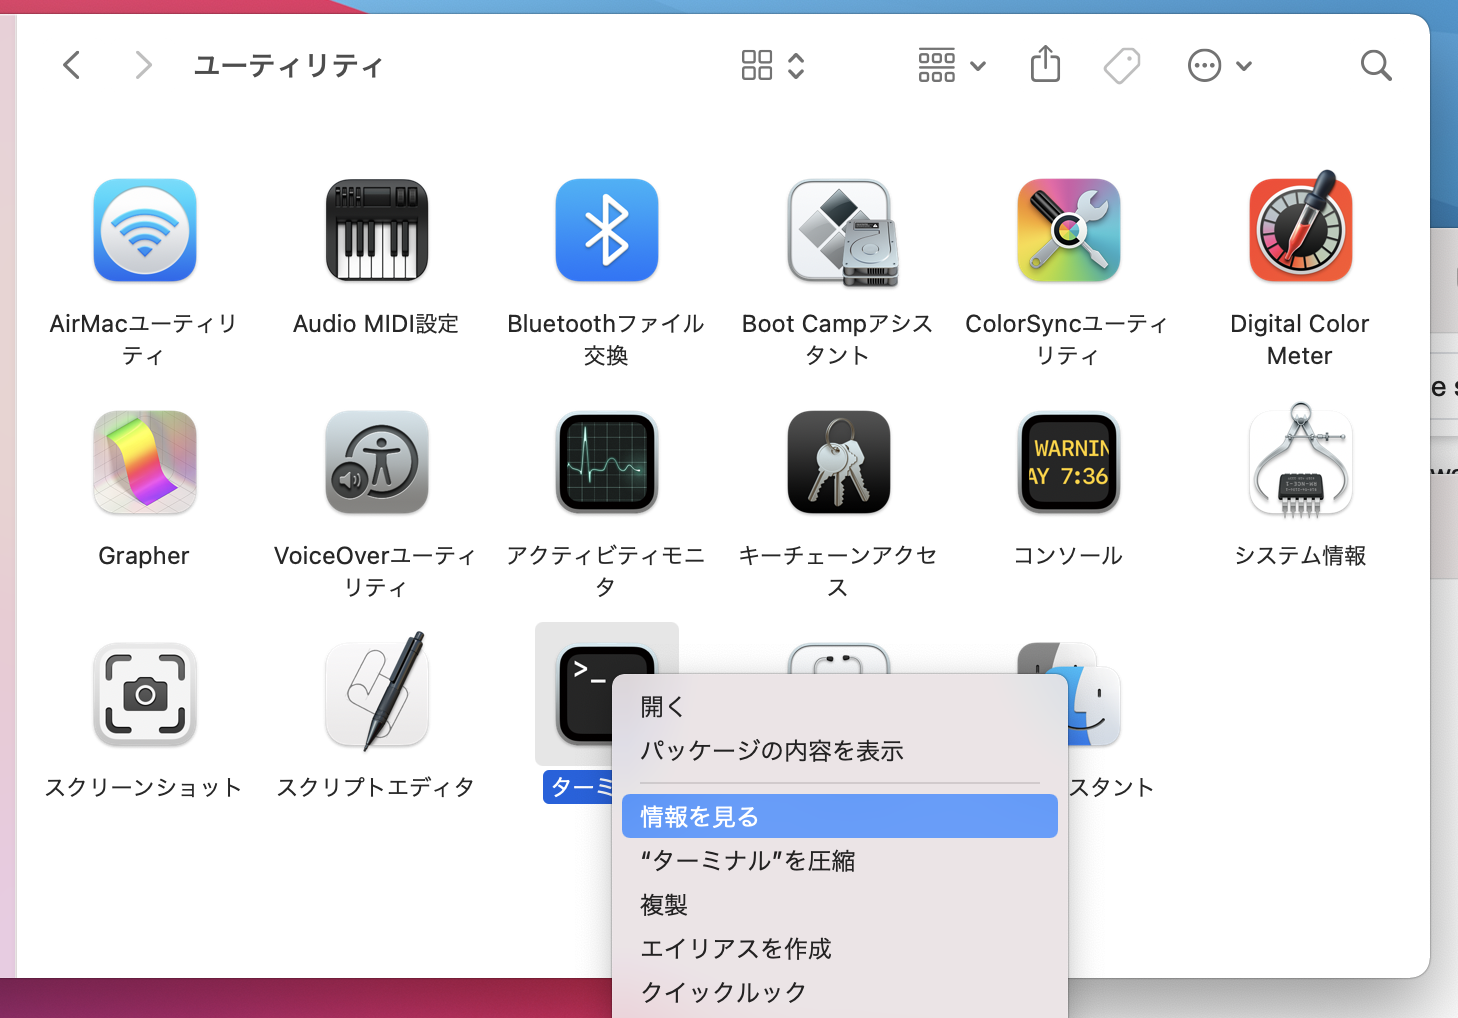 ユーティリティ
AirMacユーティリ
ティ
Audio MIDI設定
Bluetoothファイル
交換
Boot Campアシス
タント
ColorSyncユーティ
リティ
Digital Color
Meter
WARNIN
AY 7:36
Grapher
VoiceOverユーティ
リティ
アクティビティモニ
タ
キーチェーンアクセ
ス
コンソール
システム情報
スクリーンショット
スクリプトエディタ
>_
ターミ
スタント
開く
パッケージの内容を表示
情報を見る
“ターミナル”を圧縮
複製
エイリアスを作成
クイックルック
e s